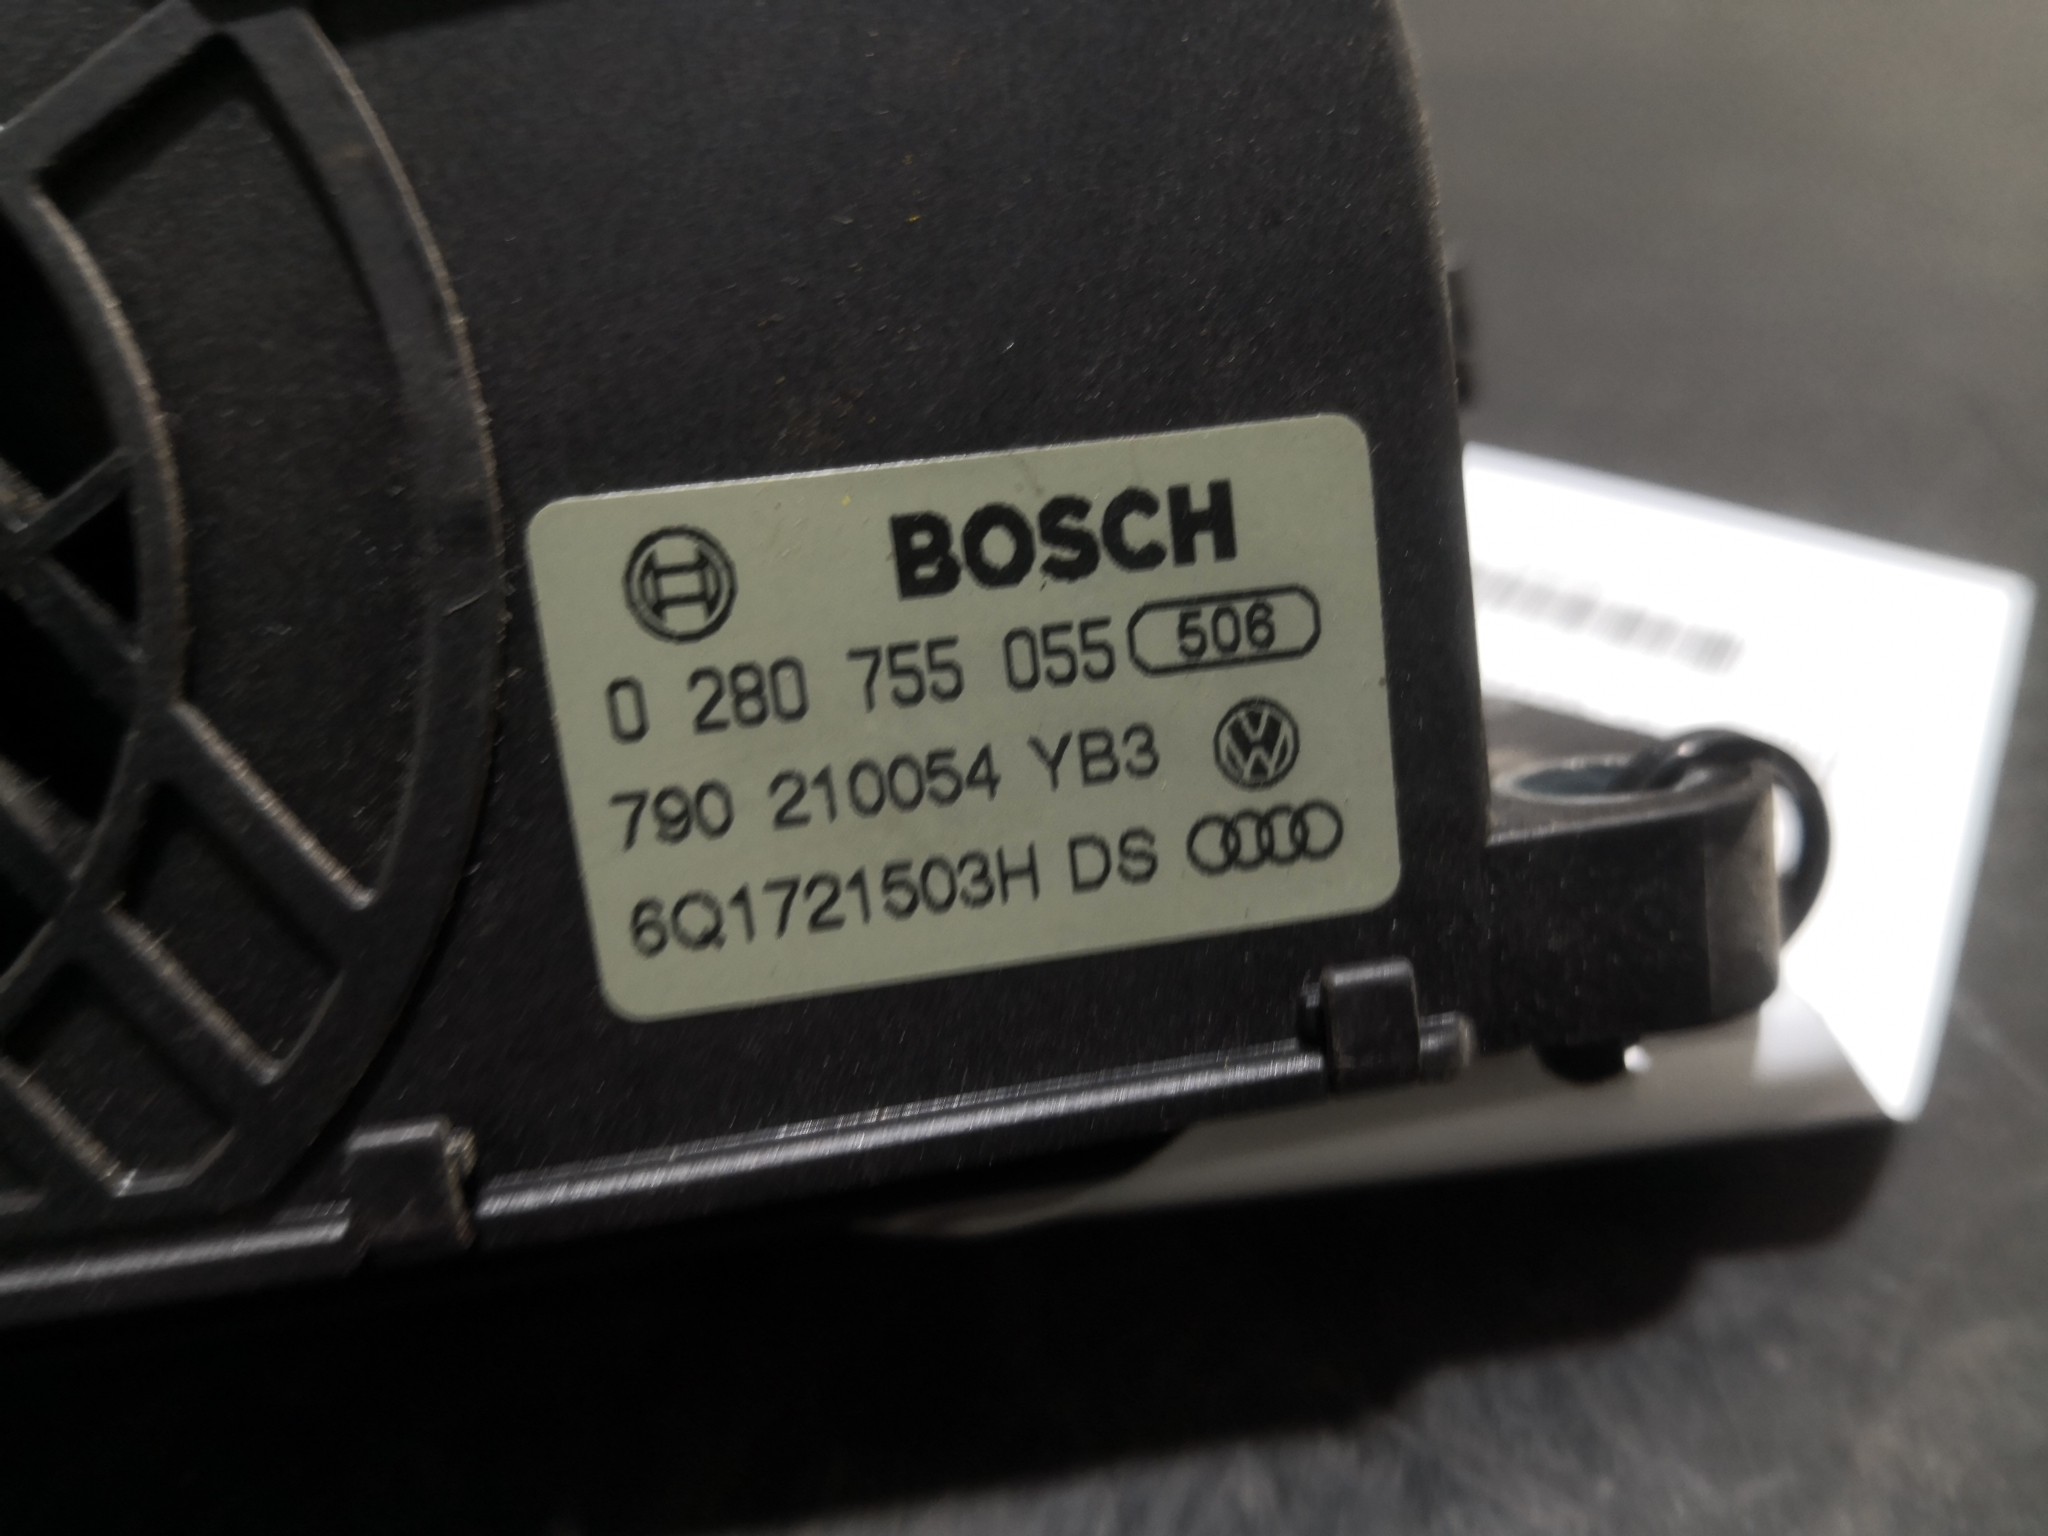 BOSCH
0 280 755 055 506
790 210054 YB3
6Q1721503H DS